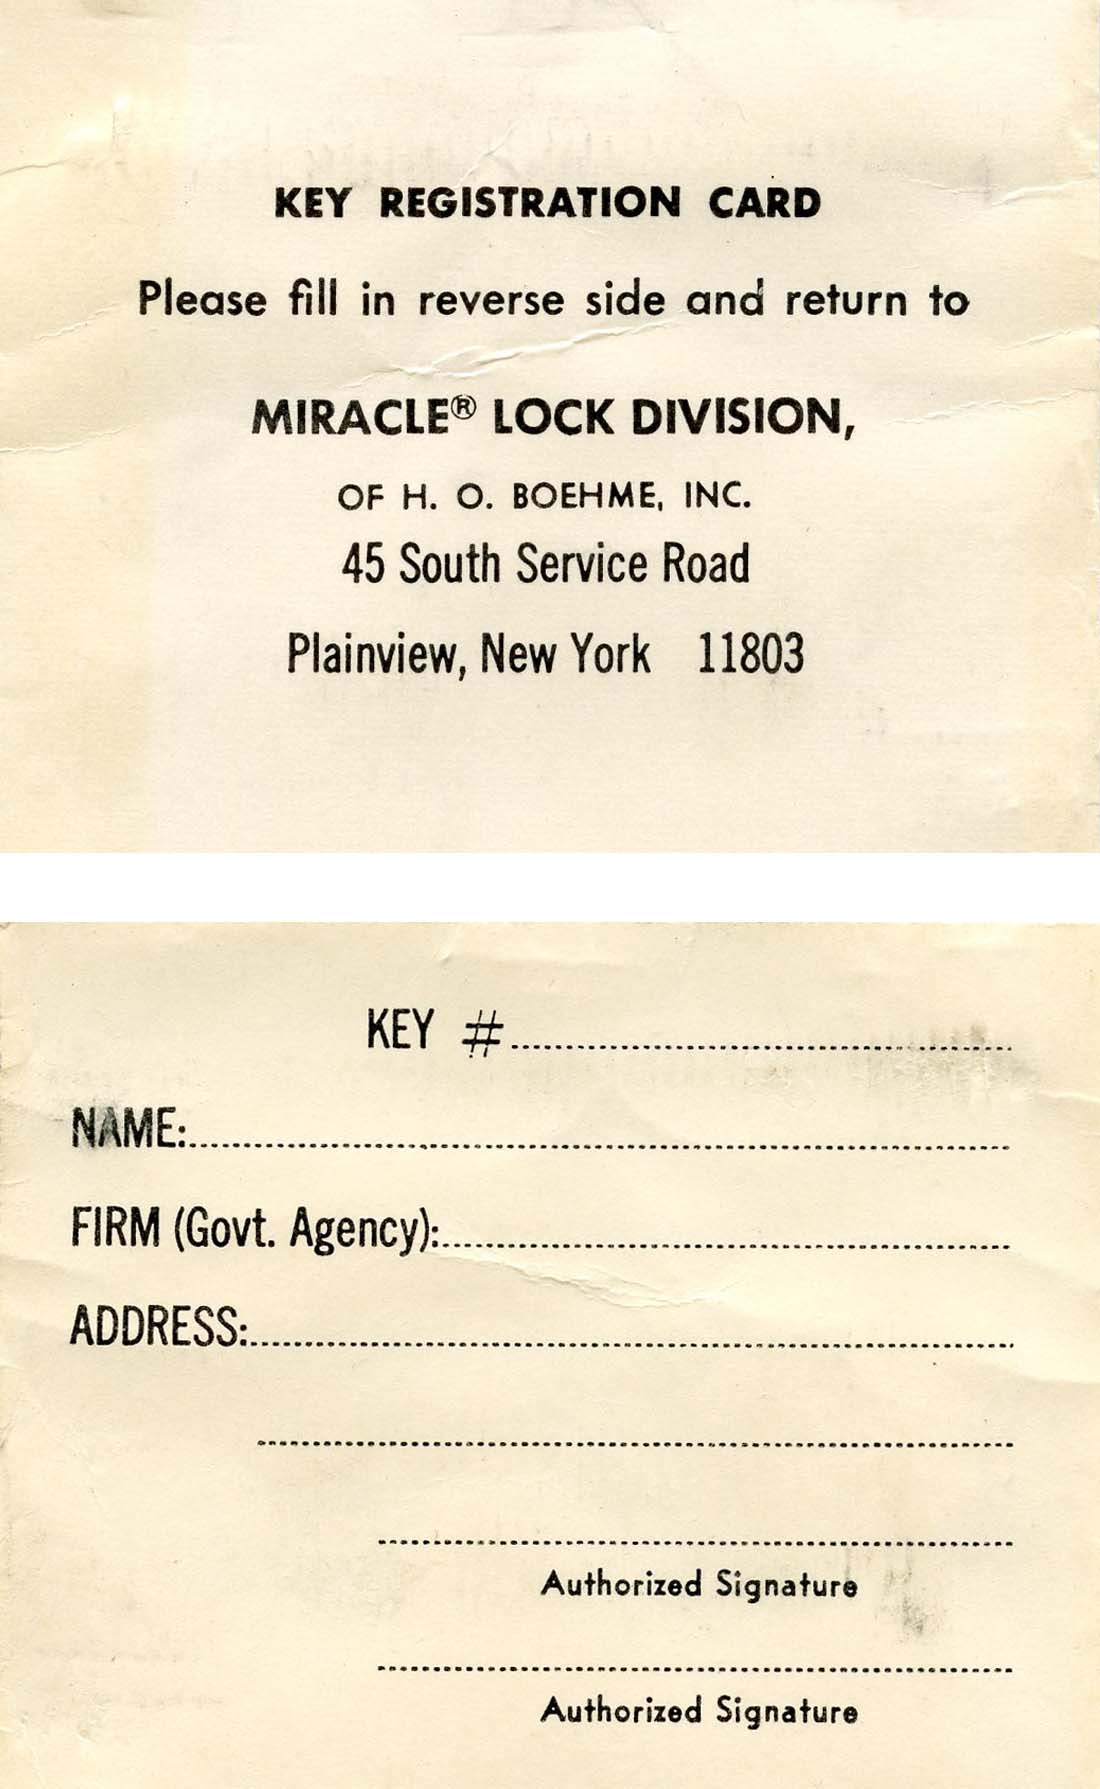 KEY REGISTRATION CARD
Please fill in reverse side and return to
MIRACLE® LOCK DIVISION,
OF H. O. BOEHME, INC.
45 South Service Road
Plainview, New York 11803
KEY #
NAME:
FIRM (Govt. Agency):
ADDRESS:
Authorized Signature
Authorized Signature